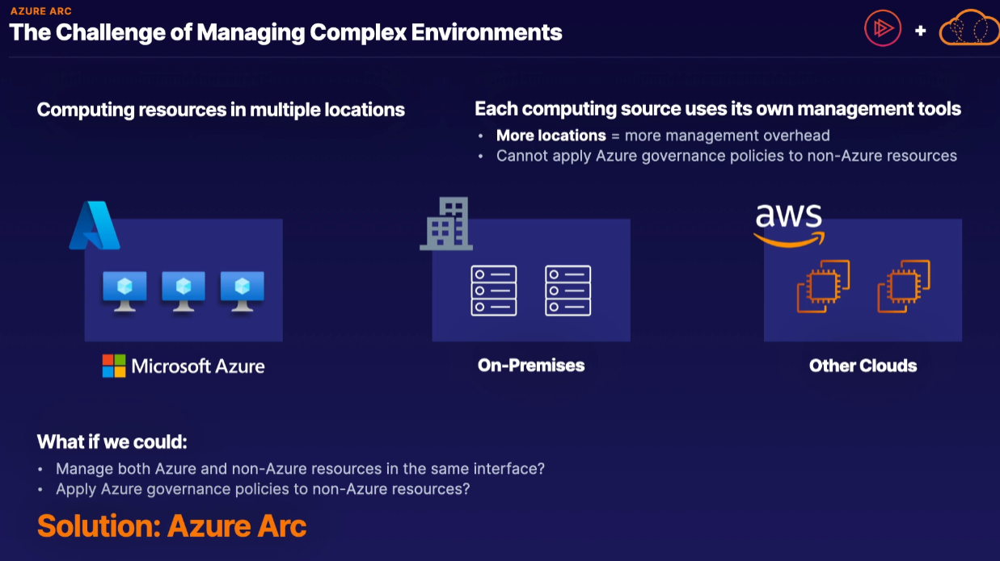 AZURE ARC
The Challenge of Managing Complex Environments
+
Computing resources in multiple locations
Each computing source uses its own management tools
• More locations = more management overhead
• Cannot apply Azure governance policies to non-Azure resources
aws
Microsoft Azure
On-Premises
Other Clouds
What if we could:
• Manage both Azure and non-Azure resources in the same interface?
• Apply Azure governance policies to non-Azure resources?
Solution: Azure Arc